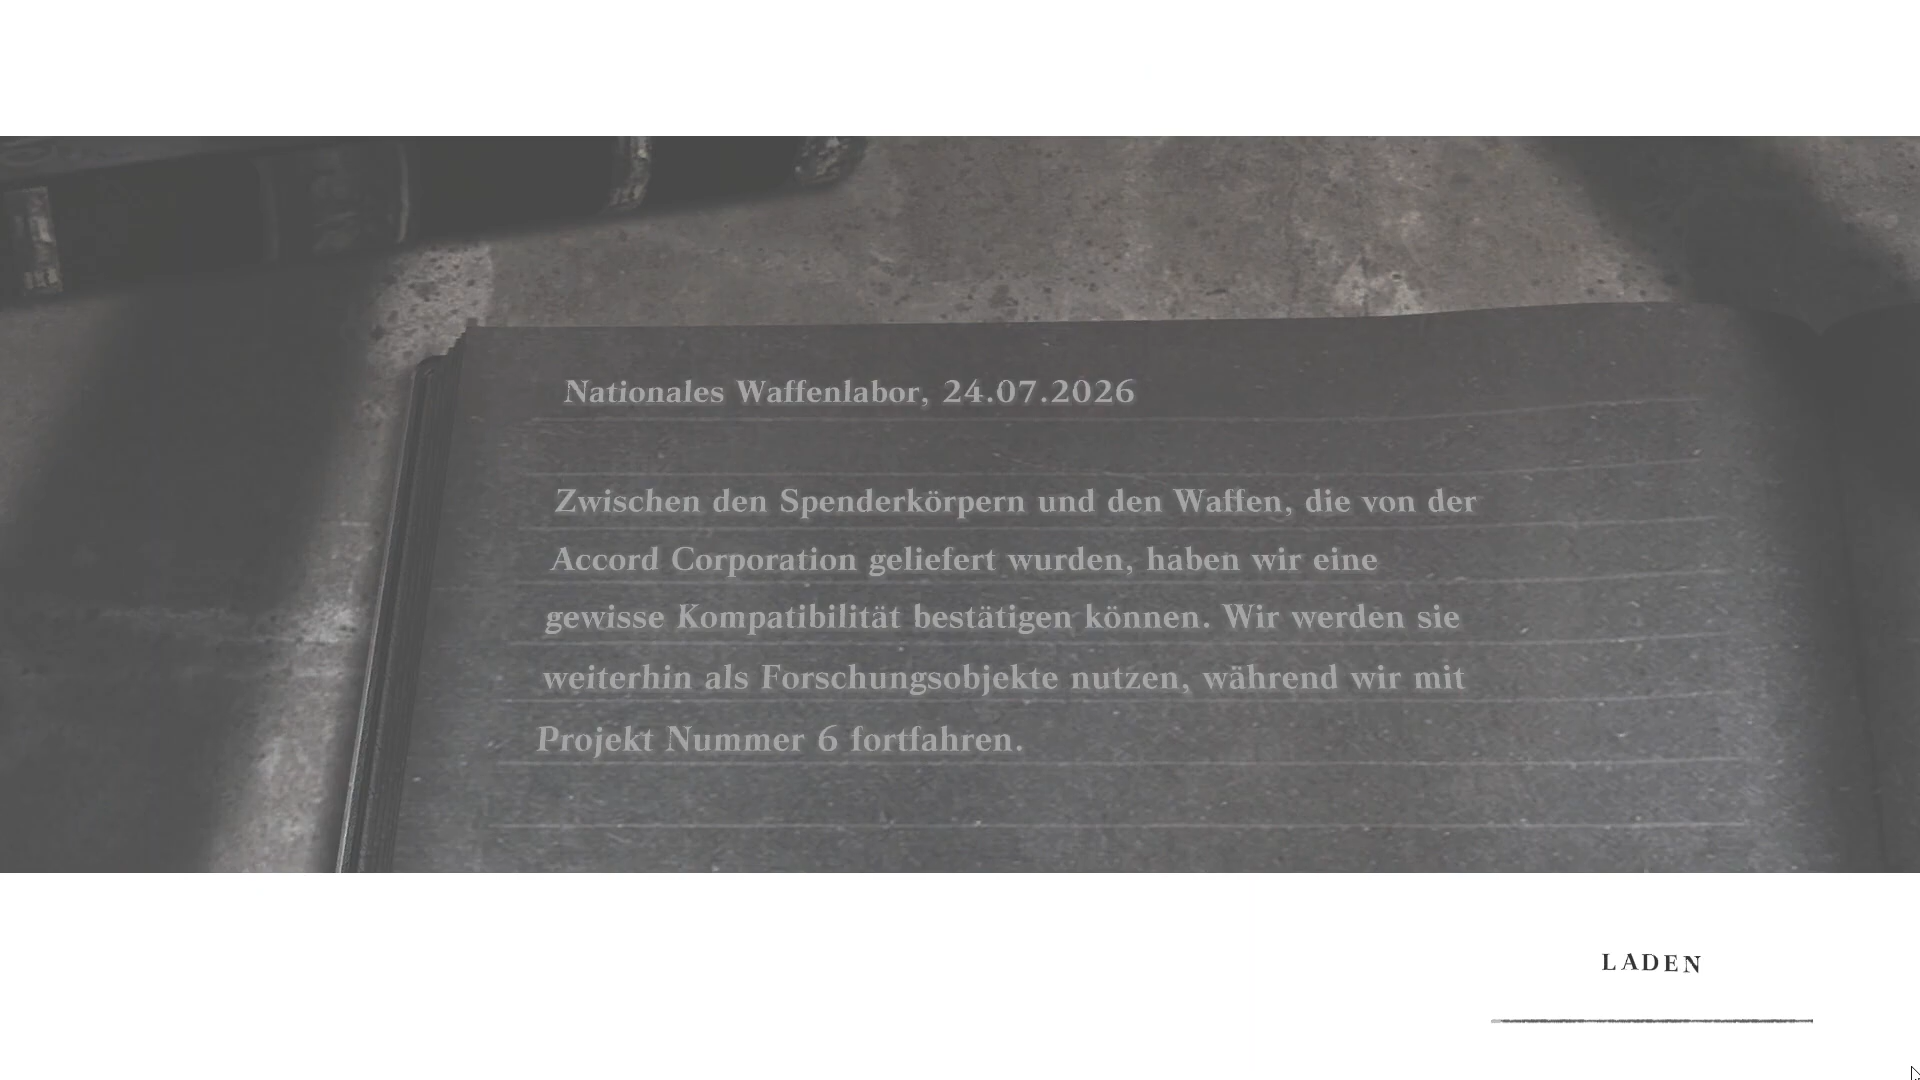 Nationales Waffenlabor, 24.07.2026
Zwischen den Spenderkörpern und den Waffen, die von der
Accord Corporation geliefert wurden, haben wir eine
gewisse Kompatibilität bestätigen können. Wir werden sie
weiterhin als Forschungsobjekte nutzen, während wir mit
Projekt Nummer 6 fortfahren.
LADEN